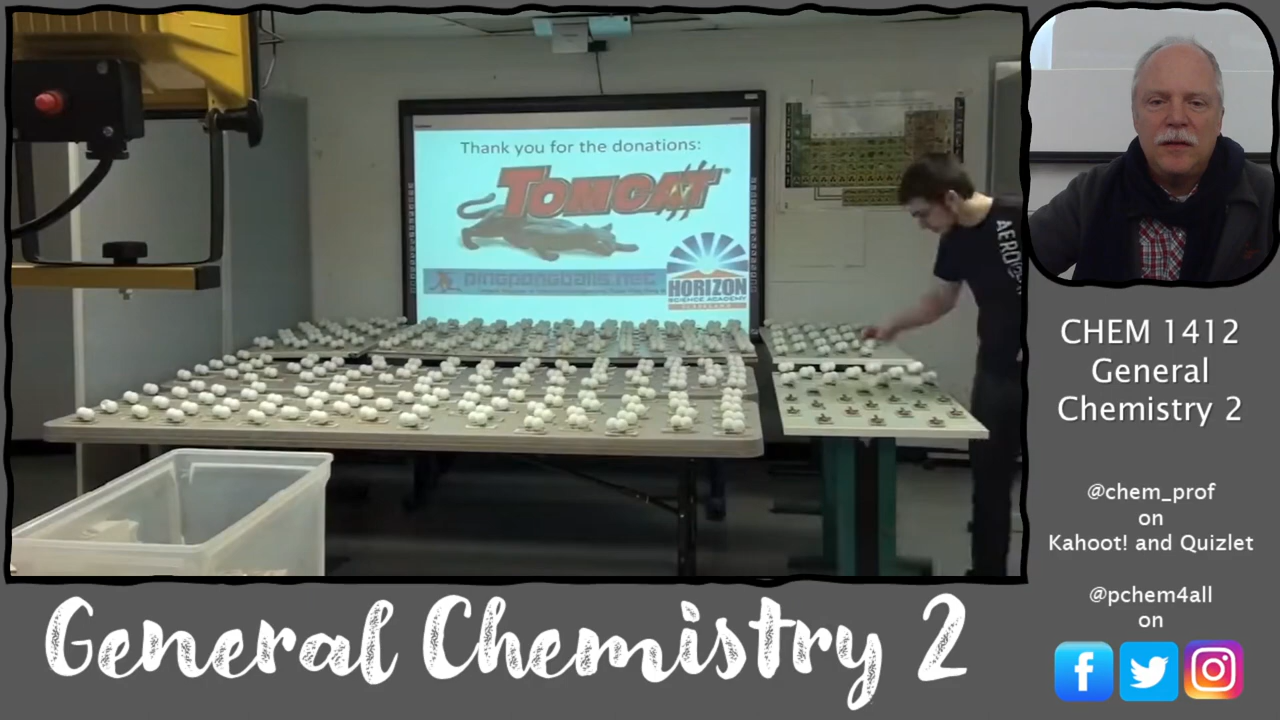 Thank you for the donations:
TOMCAT
pingpongballs.net
HORIZON
SCIENCE ACADEMY
CHEM 1412
General
Chemistry 2
@chem_prof
on
Kahoot! and Quizlet
@pchem4all
on
General Chemistry 2